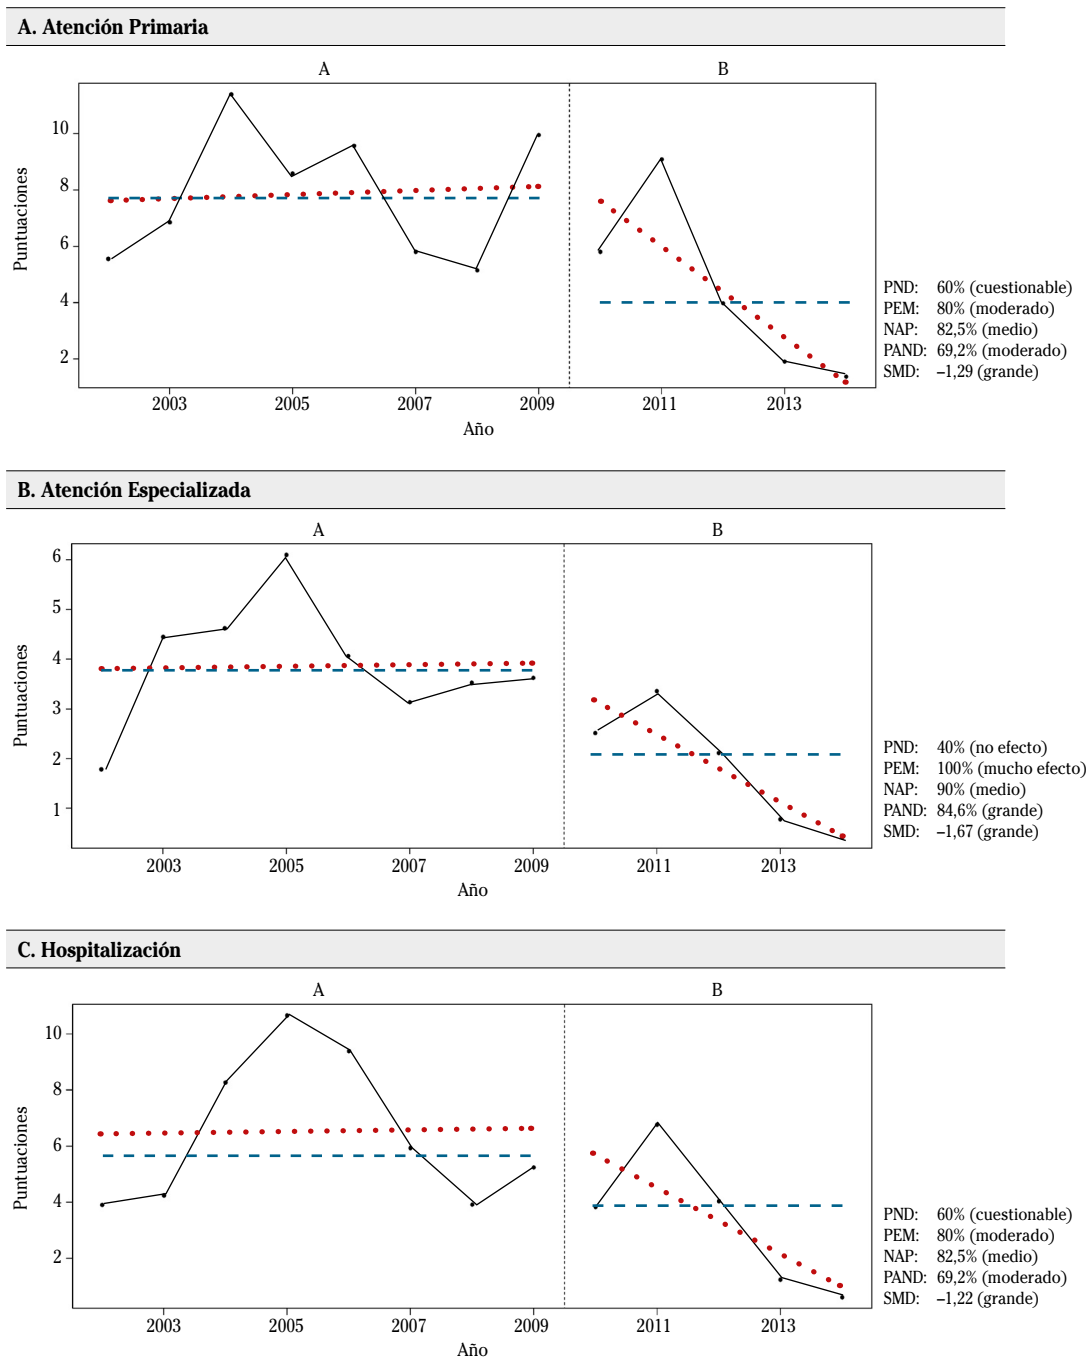 A. Atención Primaria
A
B
Puntuaciones
10
8
6
4
2
2003
2005
2007
2009
2011
2013
Año
PND: 60% (cuestionable)
PEM: 80% (moderado)
NAP: 82,5% (medio)
PAND: 69,2% (moderado)
SMD: –1,29 (grande)
B. Atención Especializada
A
B
Puntuaciones
6
5
4
3
2
1
2003
2005
2007
2009
2011
2013
Año
PND: 40% (no efecto)
PEM: 100% (mucho efecto)
NAP: 90% (medio)
PAND: 84,6% (grande)
SMD: –1,67 (grande)
C. Hospitalización
A
B
Puntuaciones
10
8
6
4
2
2003
2005
2007
2009
2011
2013
Año
PND: 60% (cuestionable)
PEM: 80% (moderado)
NAP: 82,5% (medio)
PAND: 69,2% (moderado)
SMD: –1,22 (grande)